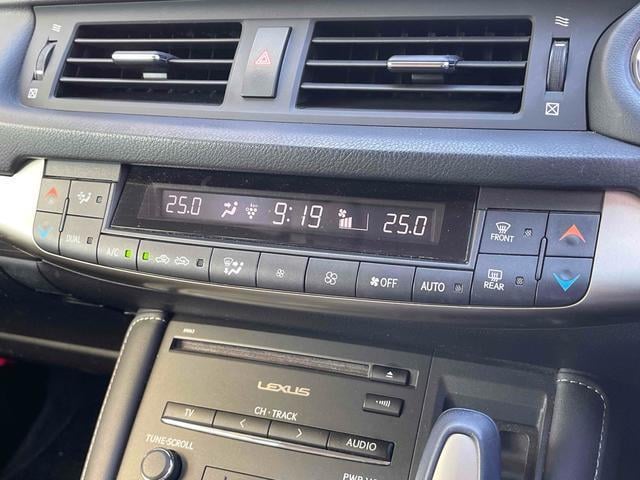 25.0 9:19 25.0
FRONT
DUAL A/C OFF AUTO REAR
LEXUS
CH·TRACK
TV AUDIO
TUNE·SCROLL